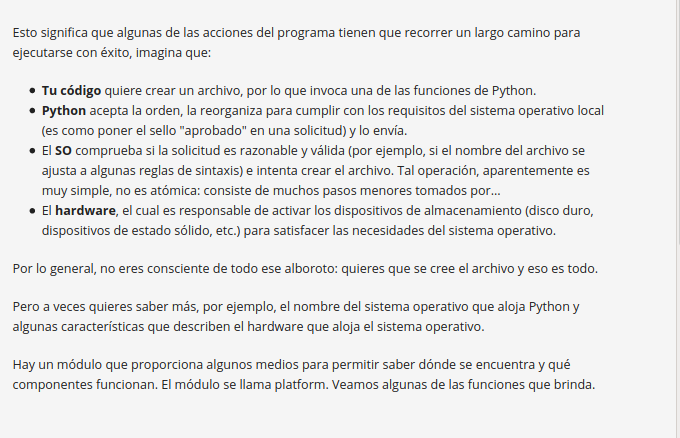 Esto significa que algunas de las acciones del programa tienen que recorrer un largo camino para
ejecutarse con éxito, imagina que:
● Tu código quiere crear un archivo, por lo que invoca una de las funciones de Python.
● Python acepta la orden, la reorganiza para cumplir con los requisitos del sistema operativo local
(es como poner el sello "aprobado" en una solicitud) y lo envía.
● El SO comprueba si la solicitud es razonable y válida (por ejemplo, si el nombre del archivo se
ajusta a algunas reglas de sintaxis) e intenta crear el archivo. Tal operación, aparentemente es
muy simple, no es atómica: consiste de muchos pasos menores tomados por...
● El hardware, el cual es responsable de activar los dispositivos de almacenamiento (disco duro,
dispositivos de estado sólido, etc.) para satisfacer las necesidades del sistema operativo.
Por lo general, no eres consciente de todo ese alboroto: quieres que se cree el archivo y eso es todo.
Pero a veces quieres saber más, por ejemplo, el nombre del sistema operativo que aloja Python y
algunas características que describen el hardware que aloja el sistema operativo.
Hay un módulo que proporciona algunos medios para permitir saber dónde se encuentra y qué
componentes funcionan. El módulo se llama platform. Veamos algunas de las funciones que brinda.